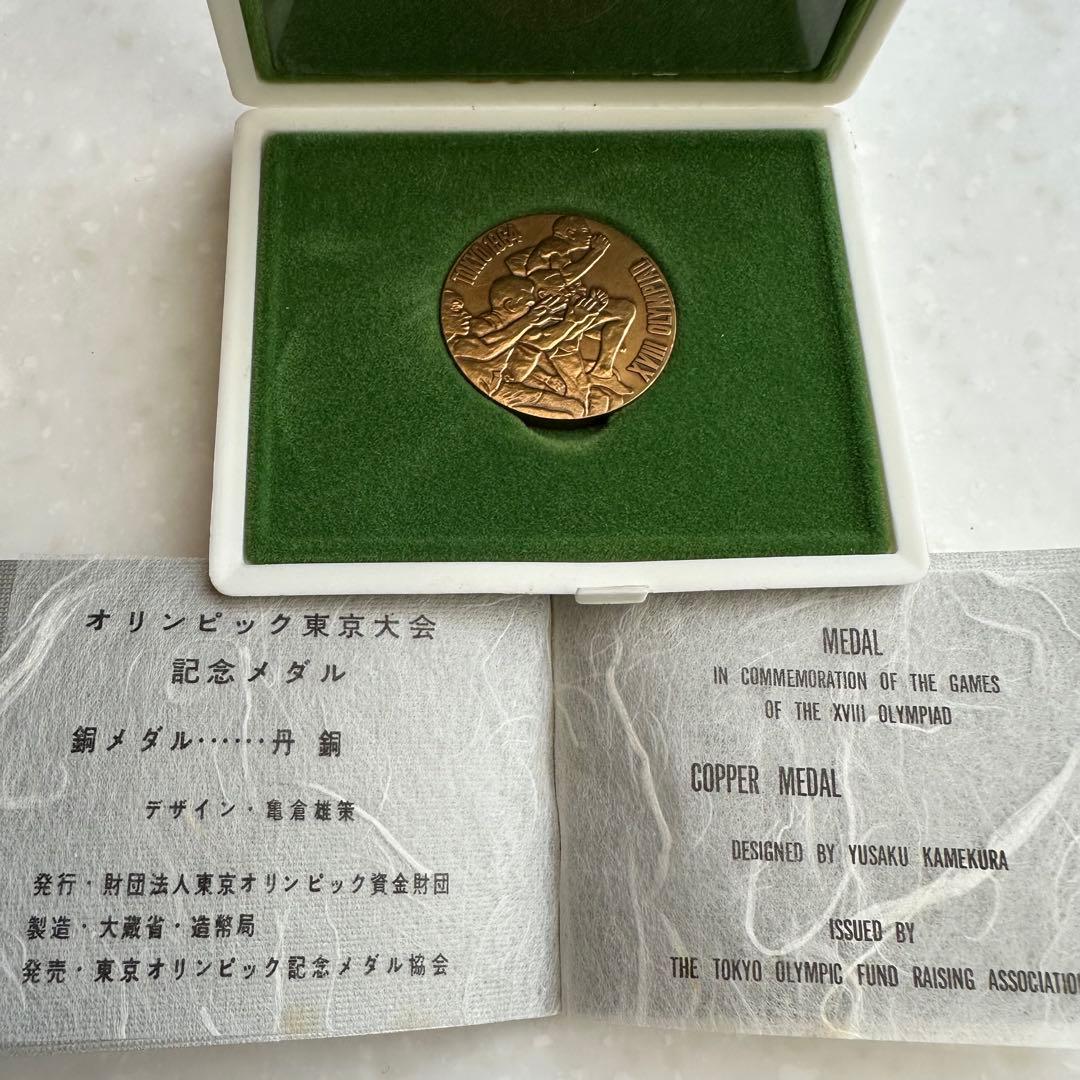 TOKYO 1964
XVIII OLYMPIAD
オリンピック東京大会
記念メダル
銅メダル……丹銅
デザイン・亀倉雄策
発行・財団法人東京オリンピック資金財団
製造・大蔵省・造幣局
発売・東京オリンピック記念メダル協会
MEDAL
IN COMMEMORATION OF THE GAMES
OF THE XVIII OLYMPIAD
COPPER MEDAL
DESIGNED BY YUSAKU KAMEKURA
ISSUED BY
THE TOKYO OLYMPIC FUND RAISING ASSOCIATION